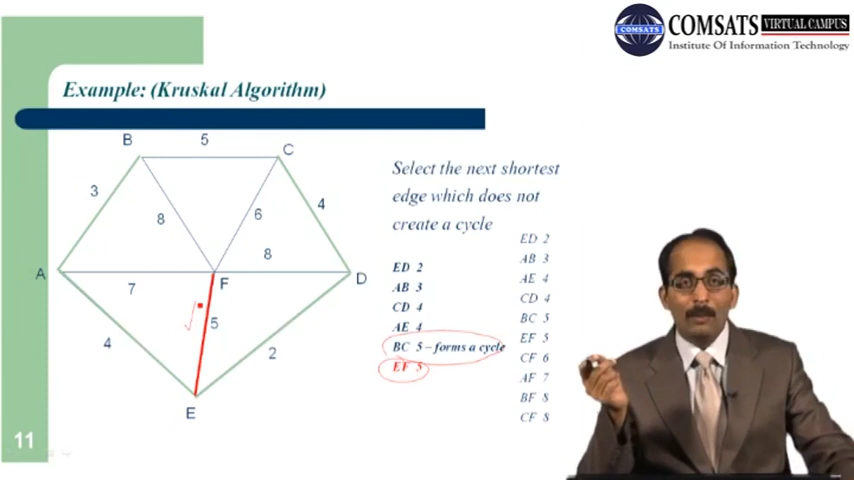 COMSATS VIRTUAL CAMPUS
COMSATS
Institute Of Information Technology
Example: (Kruskal Algorithm)
B
5
C
3
8
6
4
8
A
7
F
D
5
4
2
E
Select the next shortest
edge which does not
create a cycle
ED 2
AB 3
CD 4
AE 4
BC 5 – forms a cycle
EF 5
ED 2
AB 3
AE 4
CD 4
BC 5
EF 5
CF 6
AF 7
BF 8
CF 8
11